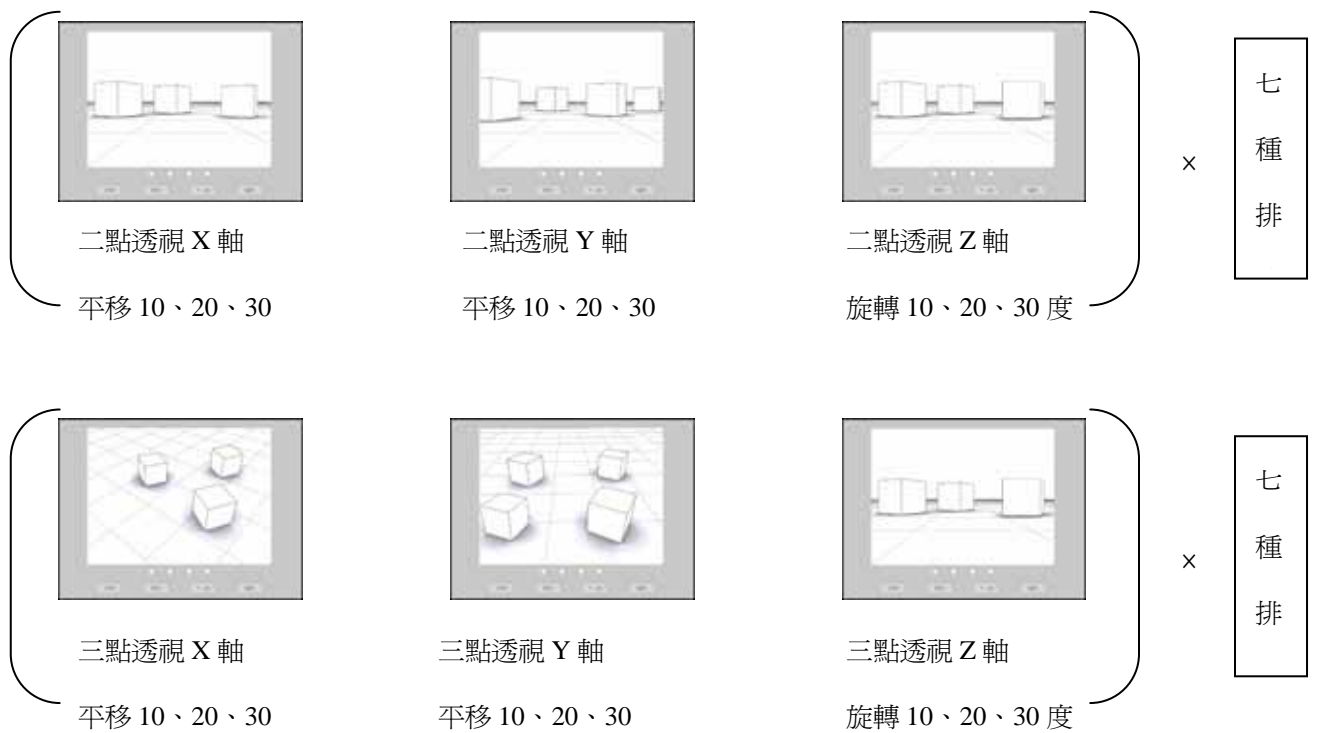 二點透視 X 軸
平移 10、20、30
二點透視 Y 軸
平移 10、20、30
二點透視 Z 軸
旋轉 10、20、30 度
×
七
種
排
三點透視 X 軸
平移 10、20、30
三點透視 Y 軸
平移 10、20、30
三點透視 Z 軸
旋轉 10、20、30 度
×
七
種
排